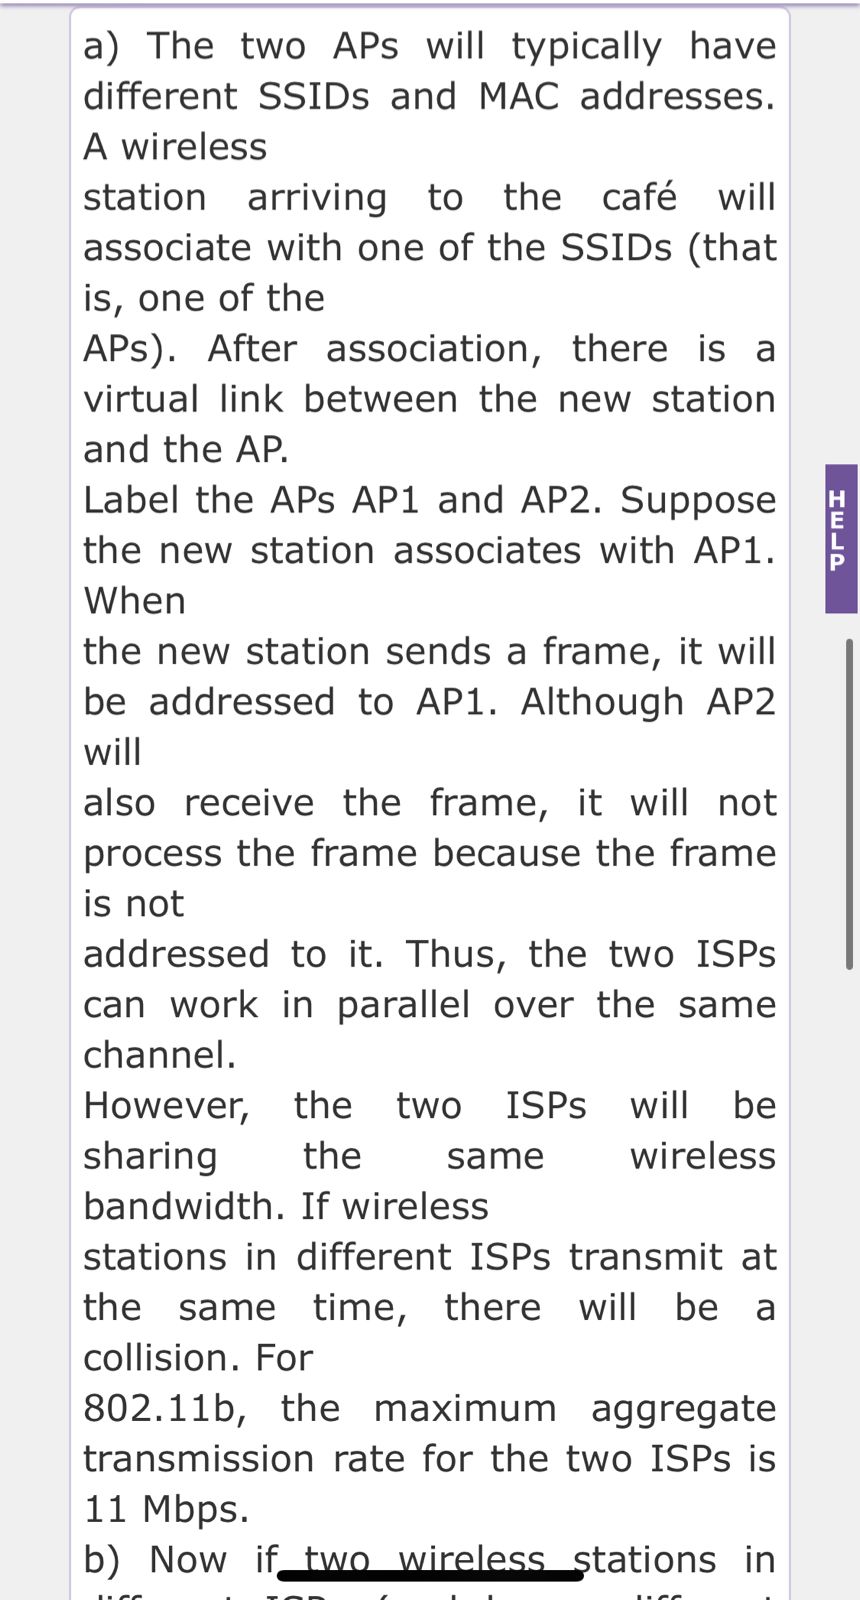 a) The two APs will typically have
different SSIDs and MAC addresses.
A wireless
station arriving to the café will
associate with one of the SSIDs (that
is, one of the
APs). After association, there is a
virtual link between the new station
and the AP.
Label the APs AP1 and AP2. Suppose
the new station associates with AP1.
When
the new station sends a frame, it will
be addressed to AP1. Although AP2
will
also receive the frame, it will not
process the frame because the frame
is not
addressed to it. Thus, the two ISPs
can work in parallel over the same
channel.
However, the two ISPs will be
sharing the same wireless
bandwidth. If wireless
stations in different ISPs transmit at
the same time, there will be a
collision. For
802.11b, the maximum aggregate
transmission rate for the two ISPs is
11 Mbps.
b) Now if two wireless stations in
HELP